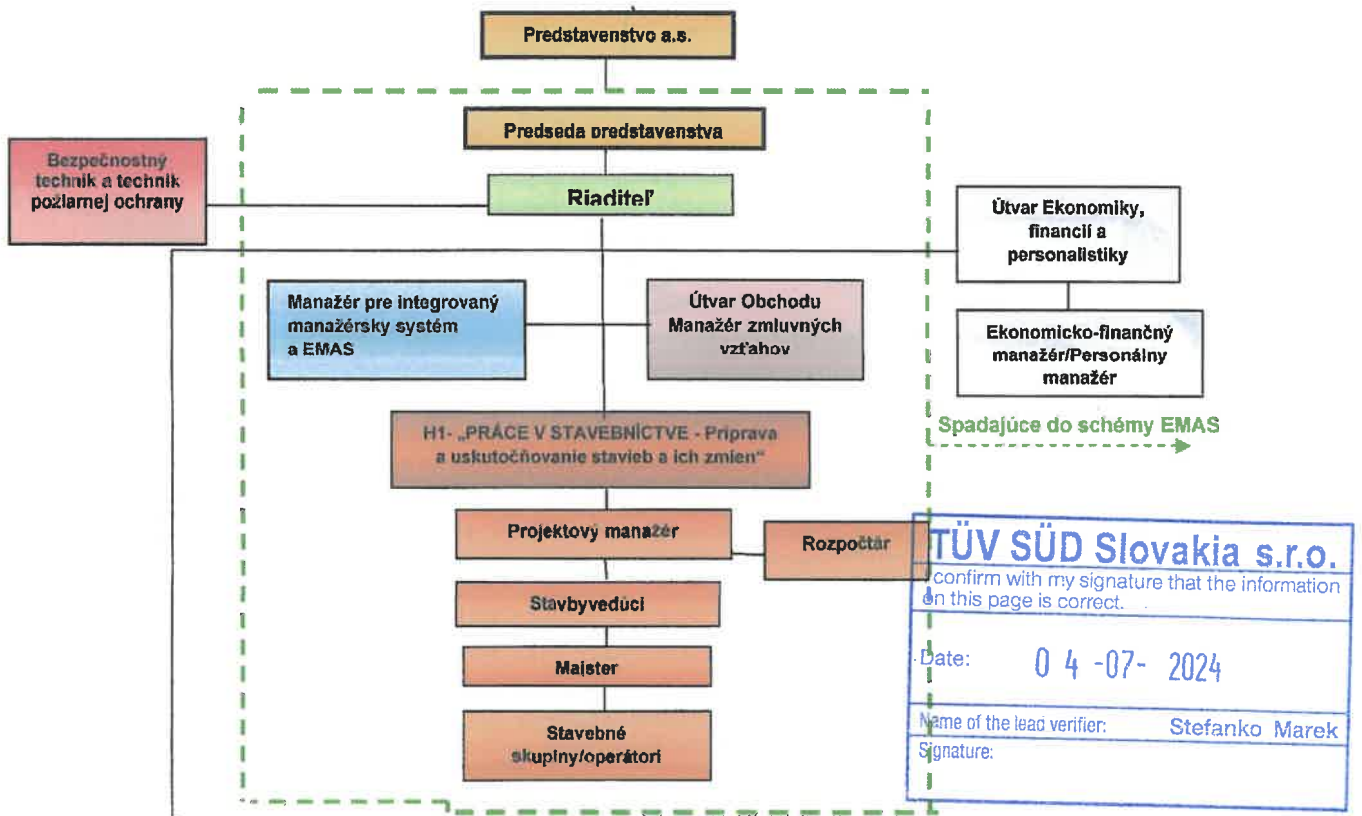 Predstavenstvo a.s.
Predseda predstavenstva
Bezpečnostný
technik a technik
požiarnej ochrany
Riaditeľ
Útvar Ekonomiky,
financií a
personalistiky
Manažér pre integrovaný
manažérsky systém
a EMAS
Útvar Obchodu
Manažér zmluvných
vzťahov
Ekonomicko-finančný
manažér/Personálny
manažér
H1- „PRÁCE V STAVEBNÍCTVE - Príprava
a uskutočňovanie stavieb a ich zmien“
Spadajúce do schémy EMAS
Projektový manažér
Rozpočtár
Stavbyvedúci
Majster
Stavebné
skupiny/operátori
TÜV SÜD Slovakia s.r.o.
I confirm with my signature that the information
on this page is correct.
Date: 04 -07- 2024
Name of the lead verifier: Stefanko Marek
Signature: